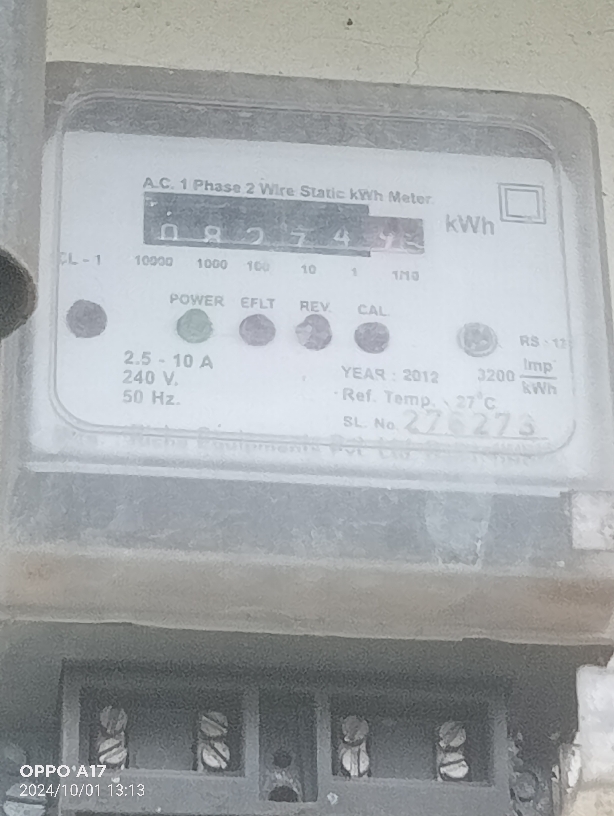 A.C. 1 Phase 2 Wire Static kWh Meter
0 8 2 7 4
kWh
CL - 1
10000 1000 100 10 1 1/10
POWER EFLT REV. CAL
2.5 - 10 A
240 V.
50 Hz.
YEAR : 2012
3200 Imp/kWh
Ref. Temp. 27°C
SL. No. 276273
OPPO A17
2024/10/01 13:13